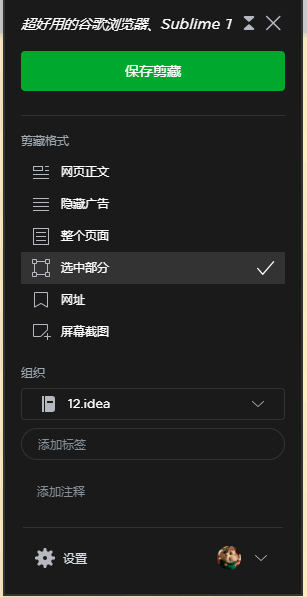 超好用的谷歌浏览器、Sublime T
保存剪藏
剪藏格式
网页正文
隐藏广告
整个页面
选中部分
网址
屏幕截图
组织
12.idea
添加标签
添加注释
设置